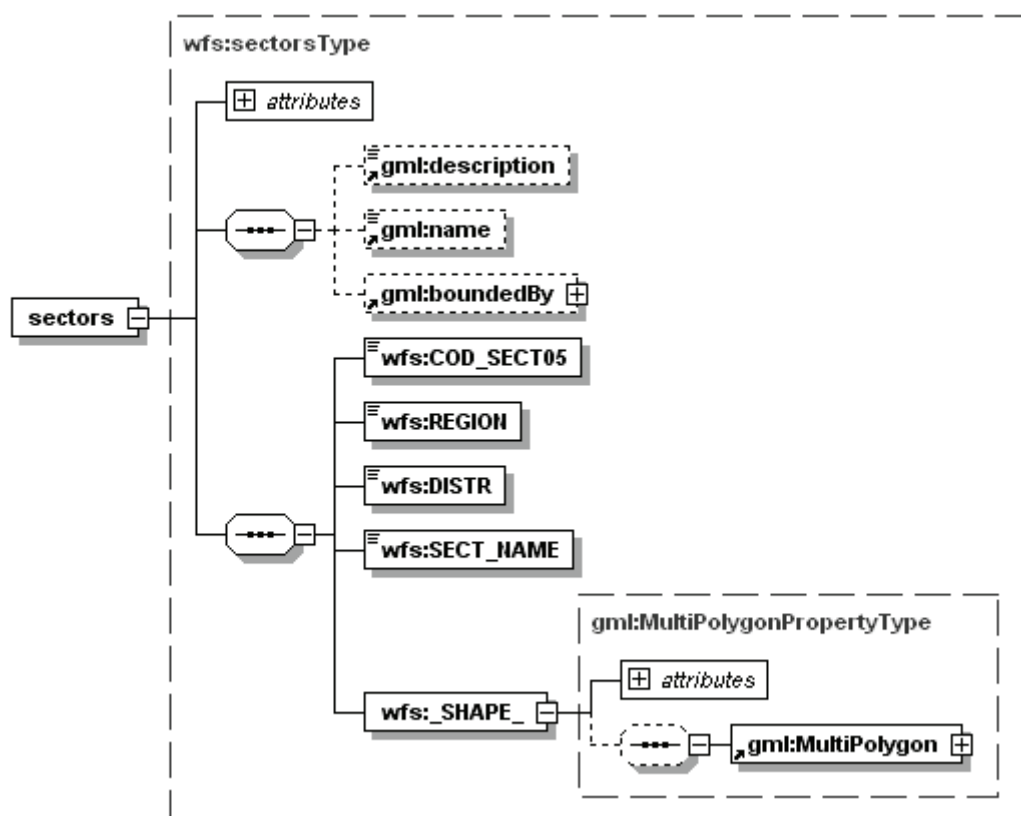 wfs:sectorsType
attributes
gml:description
gml:name
gml:boundedBy
sectors
wfs:COD_SECT05
wfs:REGION
wfs:DISTR
wfs:SECT_NAME
gml:MultiPolygonPropertyType
attributes
wfs:_SHAPE_
gml:MultiPolygon